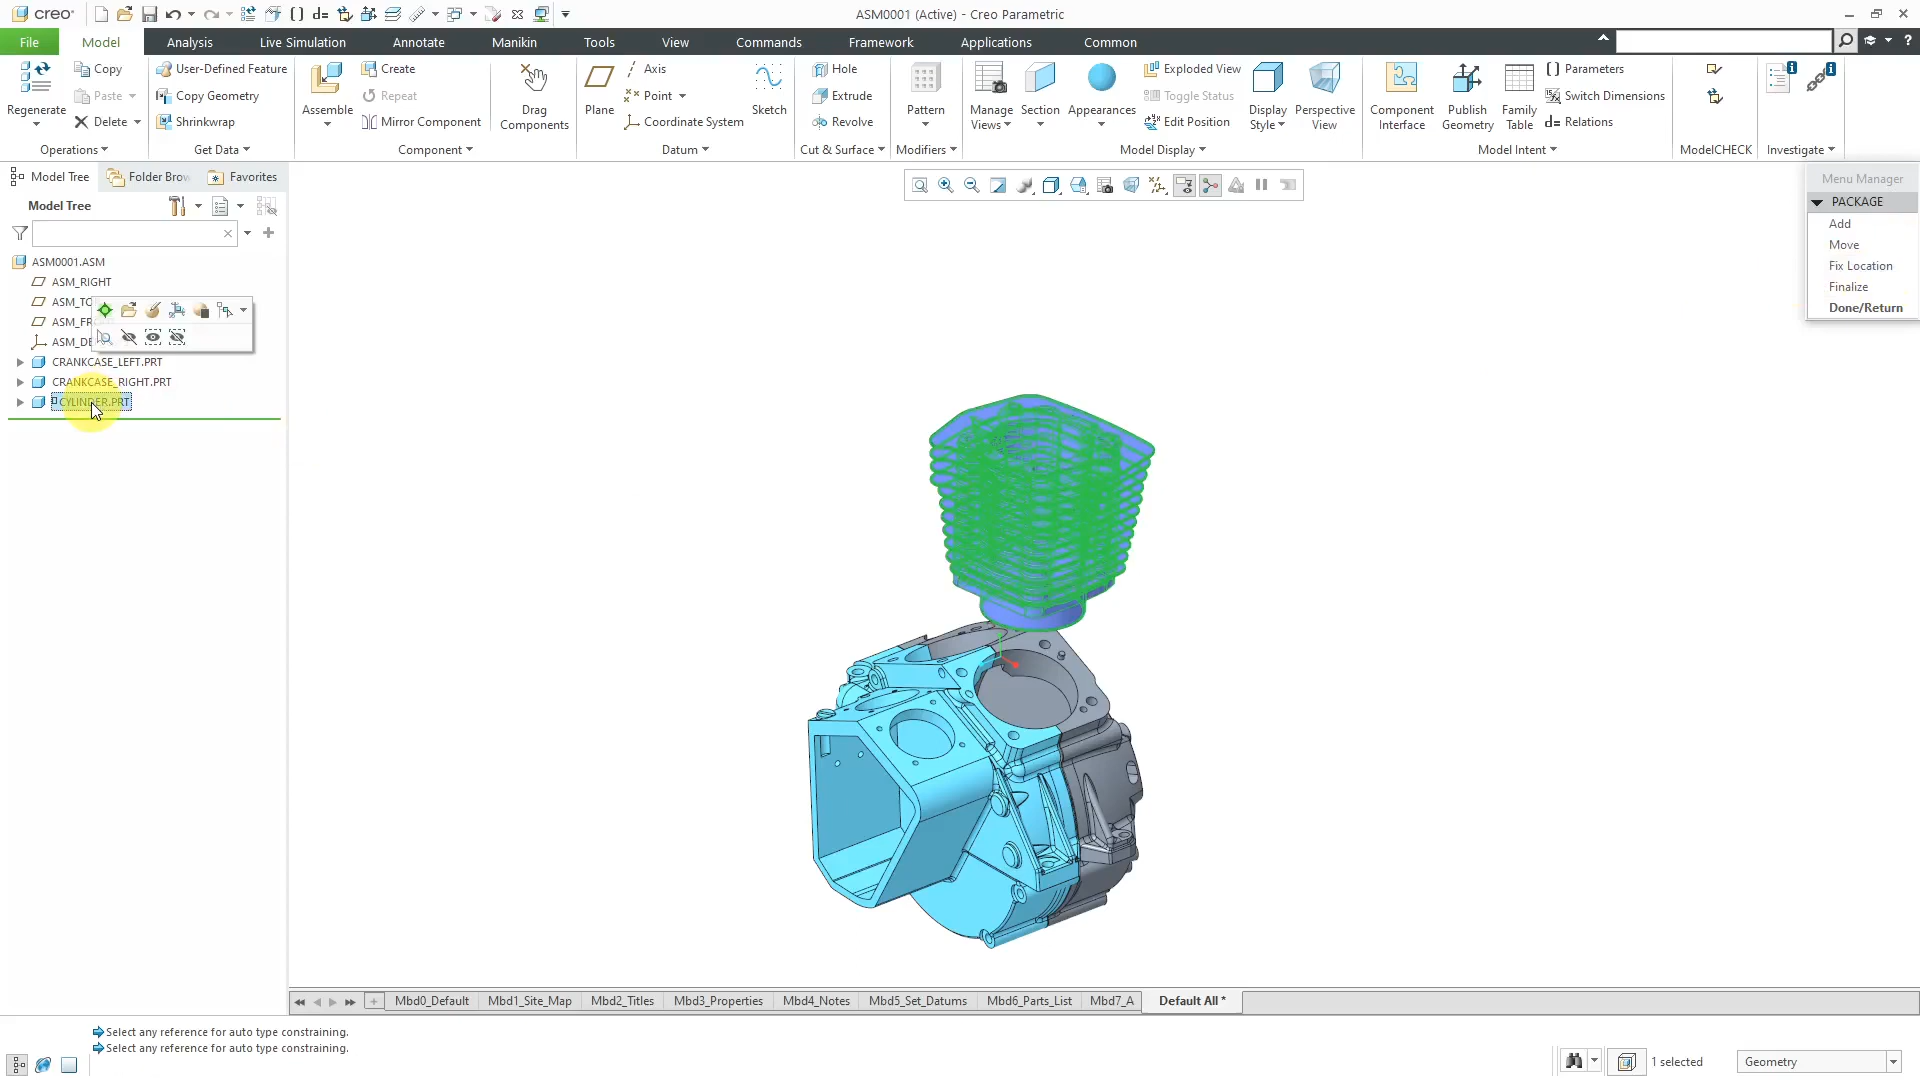 creo·
ASM0001 (Active) - Creo Parametric
File
Model
Analysis
Live Simulation
Annotate
Manikin
Tools
View
Commands
Framework
Applications
Common
Regenerate
Copy
Paste
Delete
Operations
User-Defined Feature
Copy Geometry
Shrinkwrap
Get Data
Assemble
Create
Repeat
Mirror Component
Component
Drag Components
Plane
Axis
Point
Coordinate System
Sketch
Datum
Hole
Extrude
Revolve
Cut & Surface
Pattern
Modifiers
Manage Views
Section
Appearances
Exploded View
Toggle Status
Edit Position
Display Style
Perspective View
Model Display
Component Interface
Publish Geometry
Family Table
Parameters
Switch Dimensions
Relations
Model Intent
ModelCHECK
Investigate
Model Tree
Folder Brow
Favorites
Model Tree
ASM0001.ASM
ASM_RIGHT
ASM_TO
ASM_FR
ASM_DE
CRANKCASE_LEFT.PRT
CRANKCASE_RIGHT.PRT
CYLINDER.PRT
Menu Manager
PACKAGE
Add
Move
Fix Location
Finalize
Done/Return
Mbd0_Default
Mbd1_Site_Map
Mbd2_Titles
Mbd3_Properties
Mbd4_Notes
Mbd5_Set_Datums
Mbd6_Parts_List
Mbd7_A
Default All *
Select any reference for auto type constraining.
Select any reference for auto type constraining.
1 selected
Geometry